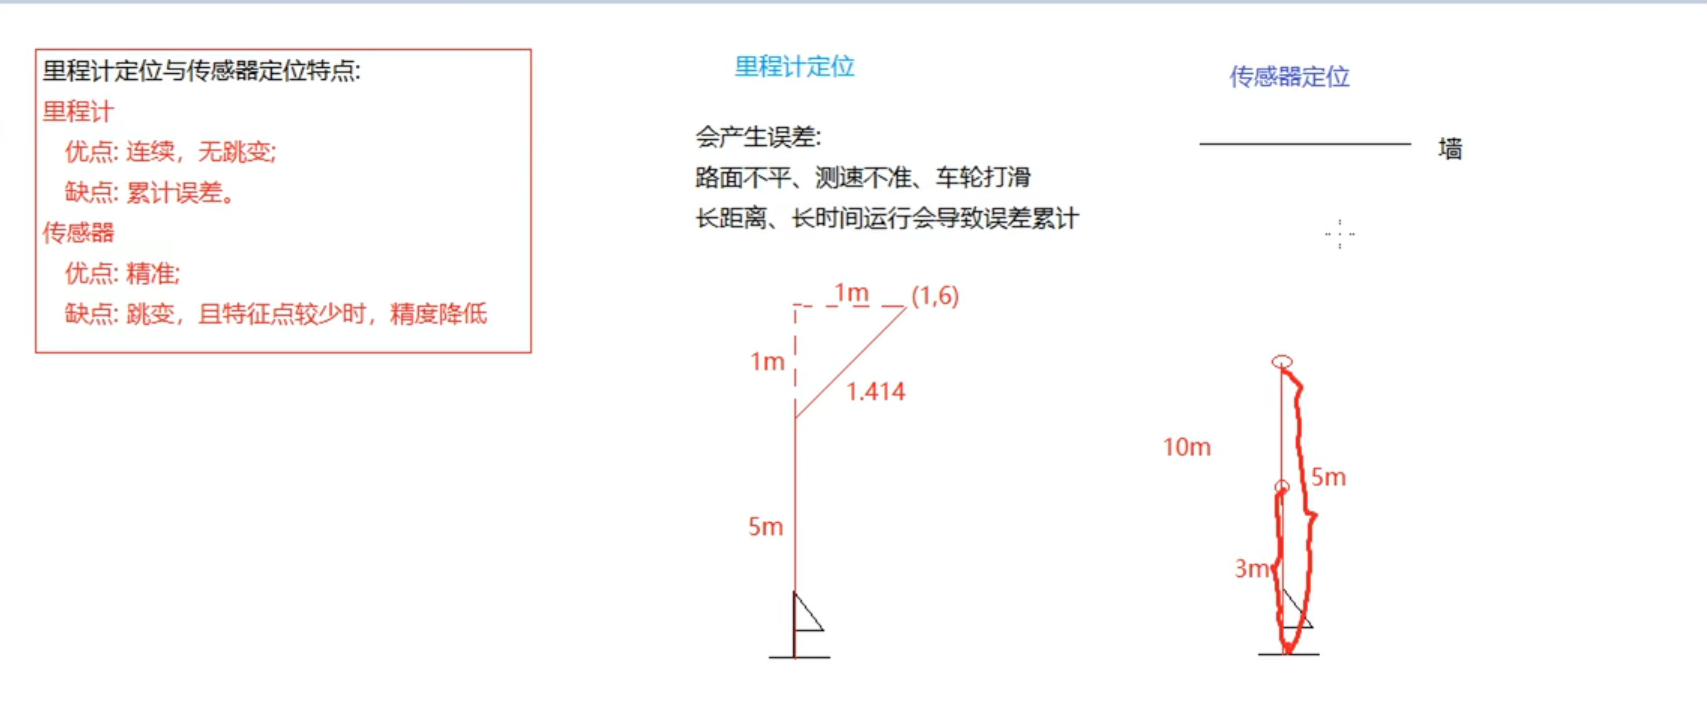 里程计定位与传感器定位特点:
里程计
优点: 连续，无跳变;
缺点: 累计误差。
传感器
优点: 精准;
缺点: 跳变，且特征点较少时，精度降低
里程计定位
会产生误差:
路面不平、测速不准、车轮打滑
长距离、长时间运行会导致误差累计
1m
(1,6)
1m
1.414
5m
传感器定位
墙
10m
5m
3m